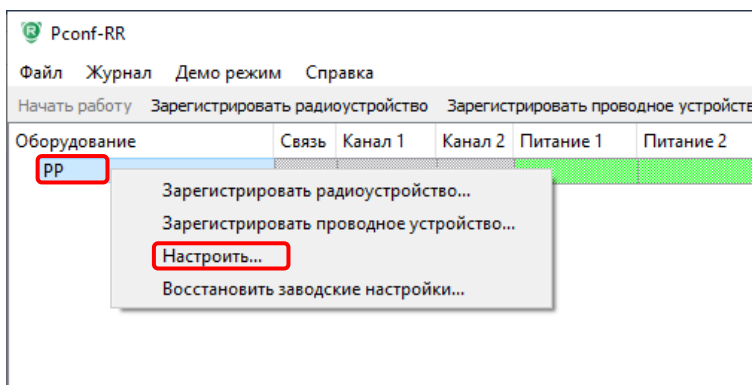 Pconf-RR
Файл Журнал Демо режим Справка
Начать работу Зарегистрировать радиоустройство Зарегистрировать проводное устройств
Оборудование Связь Канал 1 Канал 2 Питание 1 Питание 2
РР
Зарегистрировать радиоустройство...
Зарегистрировать проводное устройство...
Настроить...
Восстановить заводские настройки...